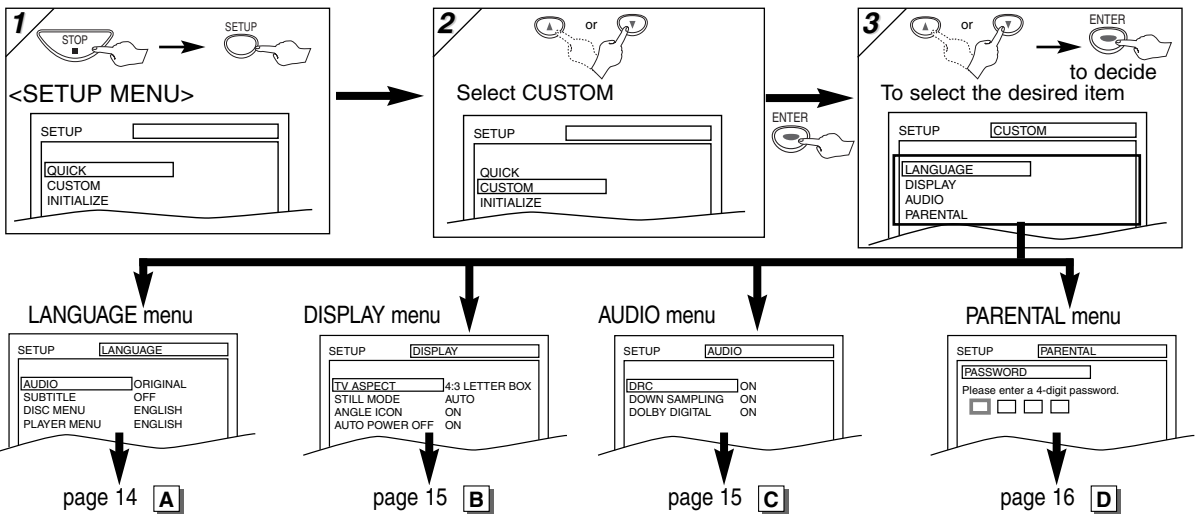 1
STOP
SETUP
<SETUP MENU>
SETUP
QUICK
CUSTOM
INITIALIZE
2
or
Select CUSTOM
SETUP
QUICK
CUSTOM
INITIALIZE
ENTER
3
or
ENTER
to decide
To select the desired item
SETUP CUSTOM
LANGUAGE
DISPLAY
AUDIO
PARENTAL
LANGUAGE menu
SETUP LANGUAGE
AUDIO ORIGINAL
SUBTITLE OFF
DISC MENU ENGLISH
PLAYER MENU ENGLISH
page 14 A
DISPLAY menu
SETUP DISPLAY
TV ASPECT 4:3 LETTER BOX
STILL MODE AUTO
ANGLE ICON ON
AUTO POWER OFF ON
page 15 B
AUDIO menu
SETUP AUDIO
DRC ON
DOWN SAMPLING ON
DOLBY DIGITAL ON
page 15 C
PARENTAL menu
SETUP PARENTAL
PASSWORD
Please enter a 4-digit password.
page 16 D